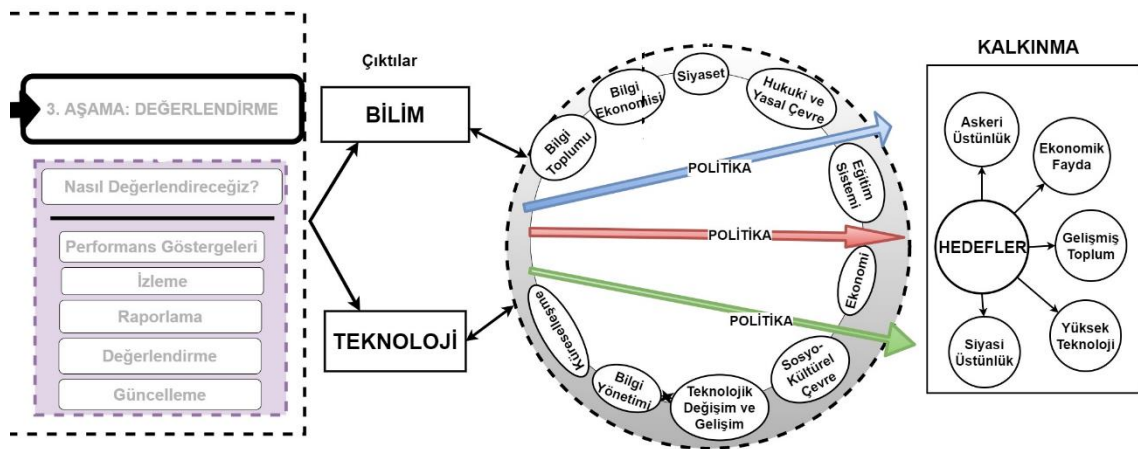 3. AŞAMA: DEĞERLENDİRME
Nasıl Değerlendireceğiz?
Performans Göstergeleri
İzleme
Raporlama
Değerlendirme
Güncelleme
Çıktılar
BİLİM
TEKNOLOJİ
Bilgi
Toplumu
Bilgi
Ekonomisi
Siyaset
Hukuki ve
Yasal Çevre
Eğitim
Sistemi
Ekonomi
Sosyo-
Kültürel
Çevre
Teknolojik
Değişim ve
Gelişim
Bilgi
Yönetimi
Küreselleşme
POLİTİKA
POLİTİKA
POLİTİKA
KALKINMA
Askeri
Üstünlük
Ekonomik
Fayda
HEDEFLER
Gelişmiş
Toplum
Siyasi
Üstünlük
Yüksek
Teknoloji